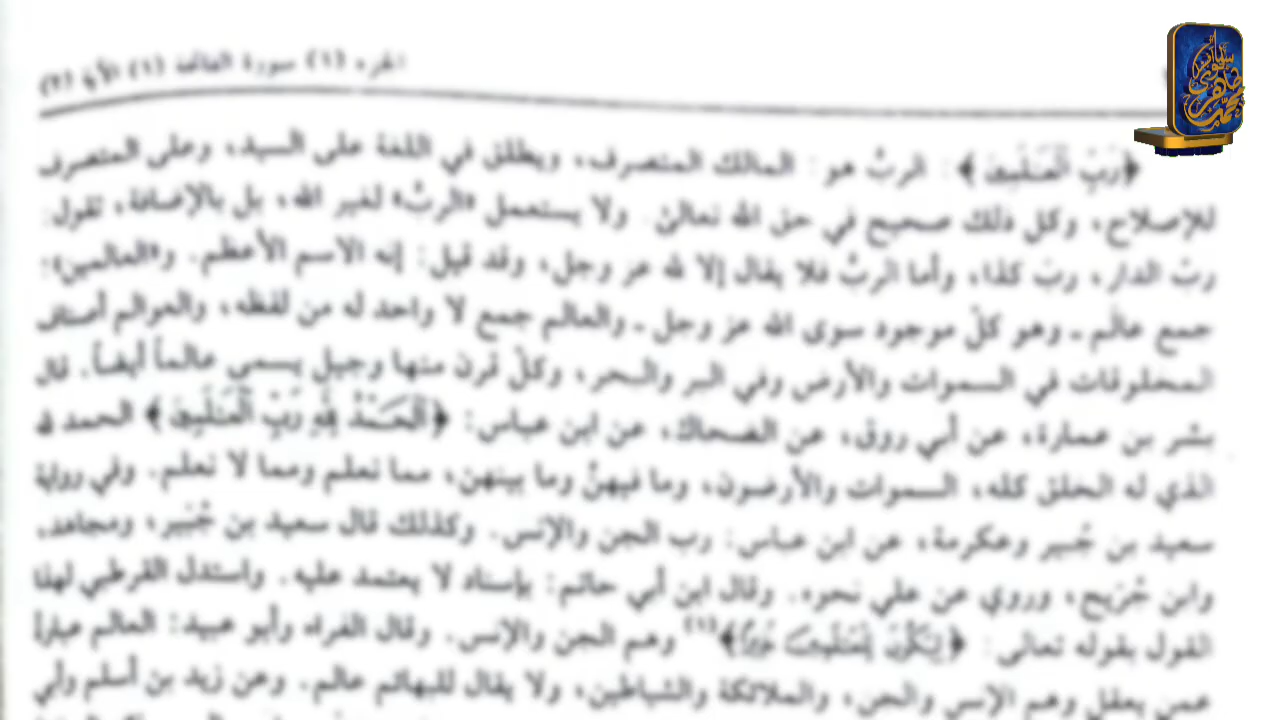 الجزء (١) سورة الفاتحة (١) الآية (٢)
﴿رَبِّ الْعَالَمِينَ﴾: الربُّ هو: المالك المتصرف، ويطلق في اللغة على السيد، وعلى المتصرف
للإصلاح، وكل ذلك صحيح في حق الله تعالىٰ. ولا يستعمل «الربُّ» لغير الله، بل بالإضافة، تقول:
ربّ الدار، ربّ كذا، وأما الربُّ فلا يقال إلا لله عز وجل، وقد قيل: إنه الاسم الأعظم. و«العالمين»:
جمع عالَم ـ وهو كلّ موجود سوى الله عز وجل ـ والعالم جمع لا واحد له من لفظه، والعوالم أصناف
المخلوقات في السموات والأرض وفي البر والبحر، وكلّ قرن منها وجيل يسمى عالماً أيضاً. قال
بشر بن عمارة، عن أبي روق، عن الضحاك، عن ابن عباس: ﴿الْحَمْدُ لِلَّهِ رَبِّ الْعَالَمِينَ﴾ الحمد لله
الذي له الخلق كله، السموات والأرضون، وما فيهنَّ وما بينهن، مما نعلم ومما لا نعلم. وفي رواية
سعيد بن جُبير وعكرمة، عن ابن عباس: رب الجن والإنس. وكذلك قال سعيد بن جُبَير، ومجاهد،
وابن جُرَيج، وروي عن علي نحوه. وقال ابن أبي حاتم: بإسناد لا يعتمد عليه. واستدل القرطبي لهذا
القول بقوله تعالى: ﴿لِيَكُونَ لِلْعَالَمِينَ نَذِيرًا﴾(١) وهم الجن والإنس. وقال الفراء وأبو عبيد: العالم عبارة
عمن يعقل وهم الإنس والجن، والملائكة والشياطين، ولا يقال للبهائم عالم. وعن زيد بن أسلم وأبي